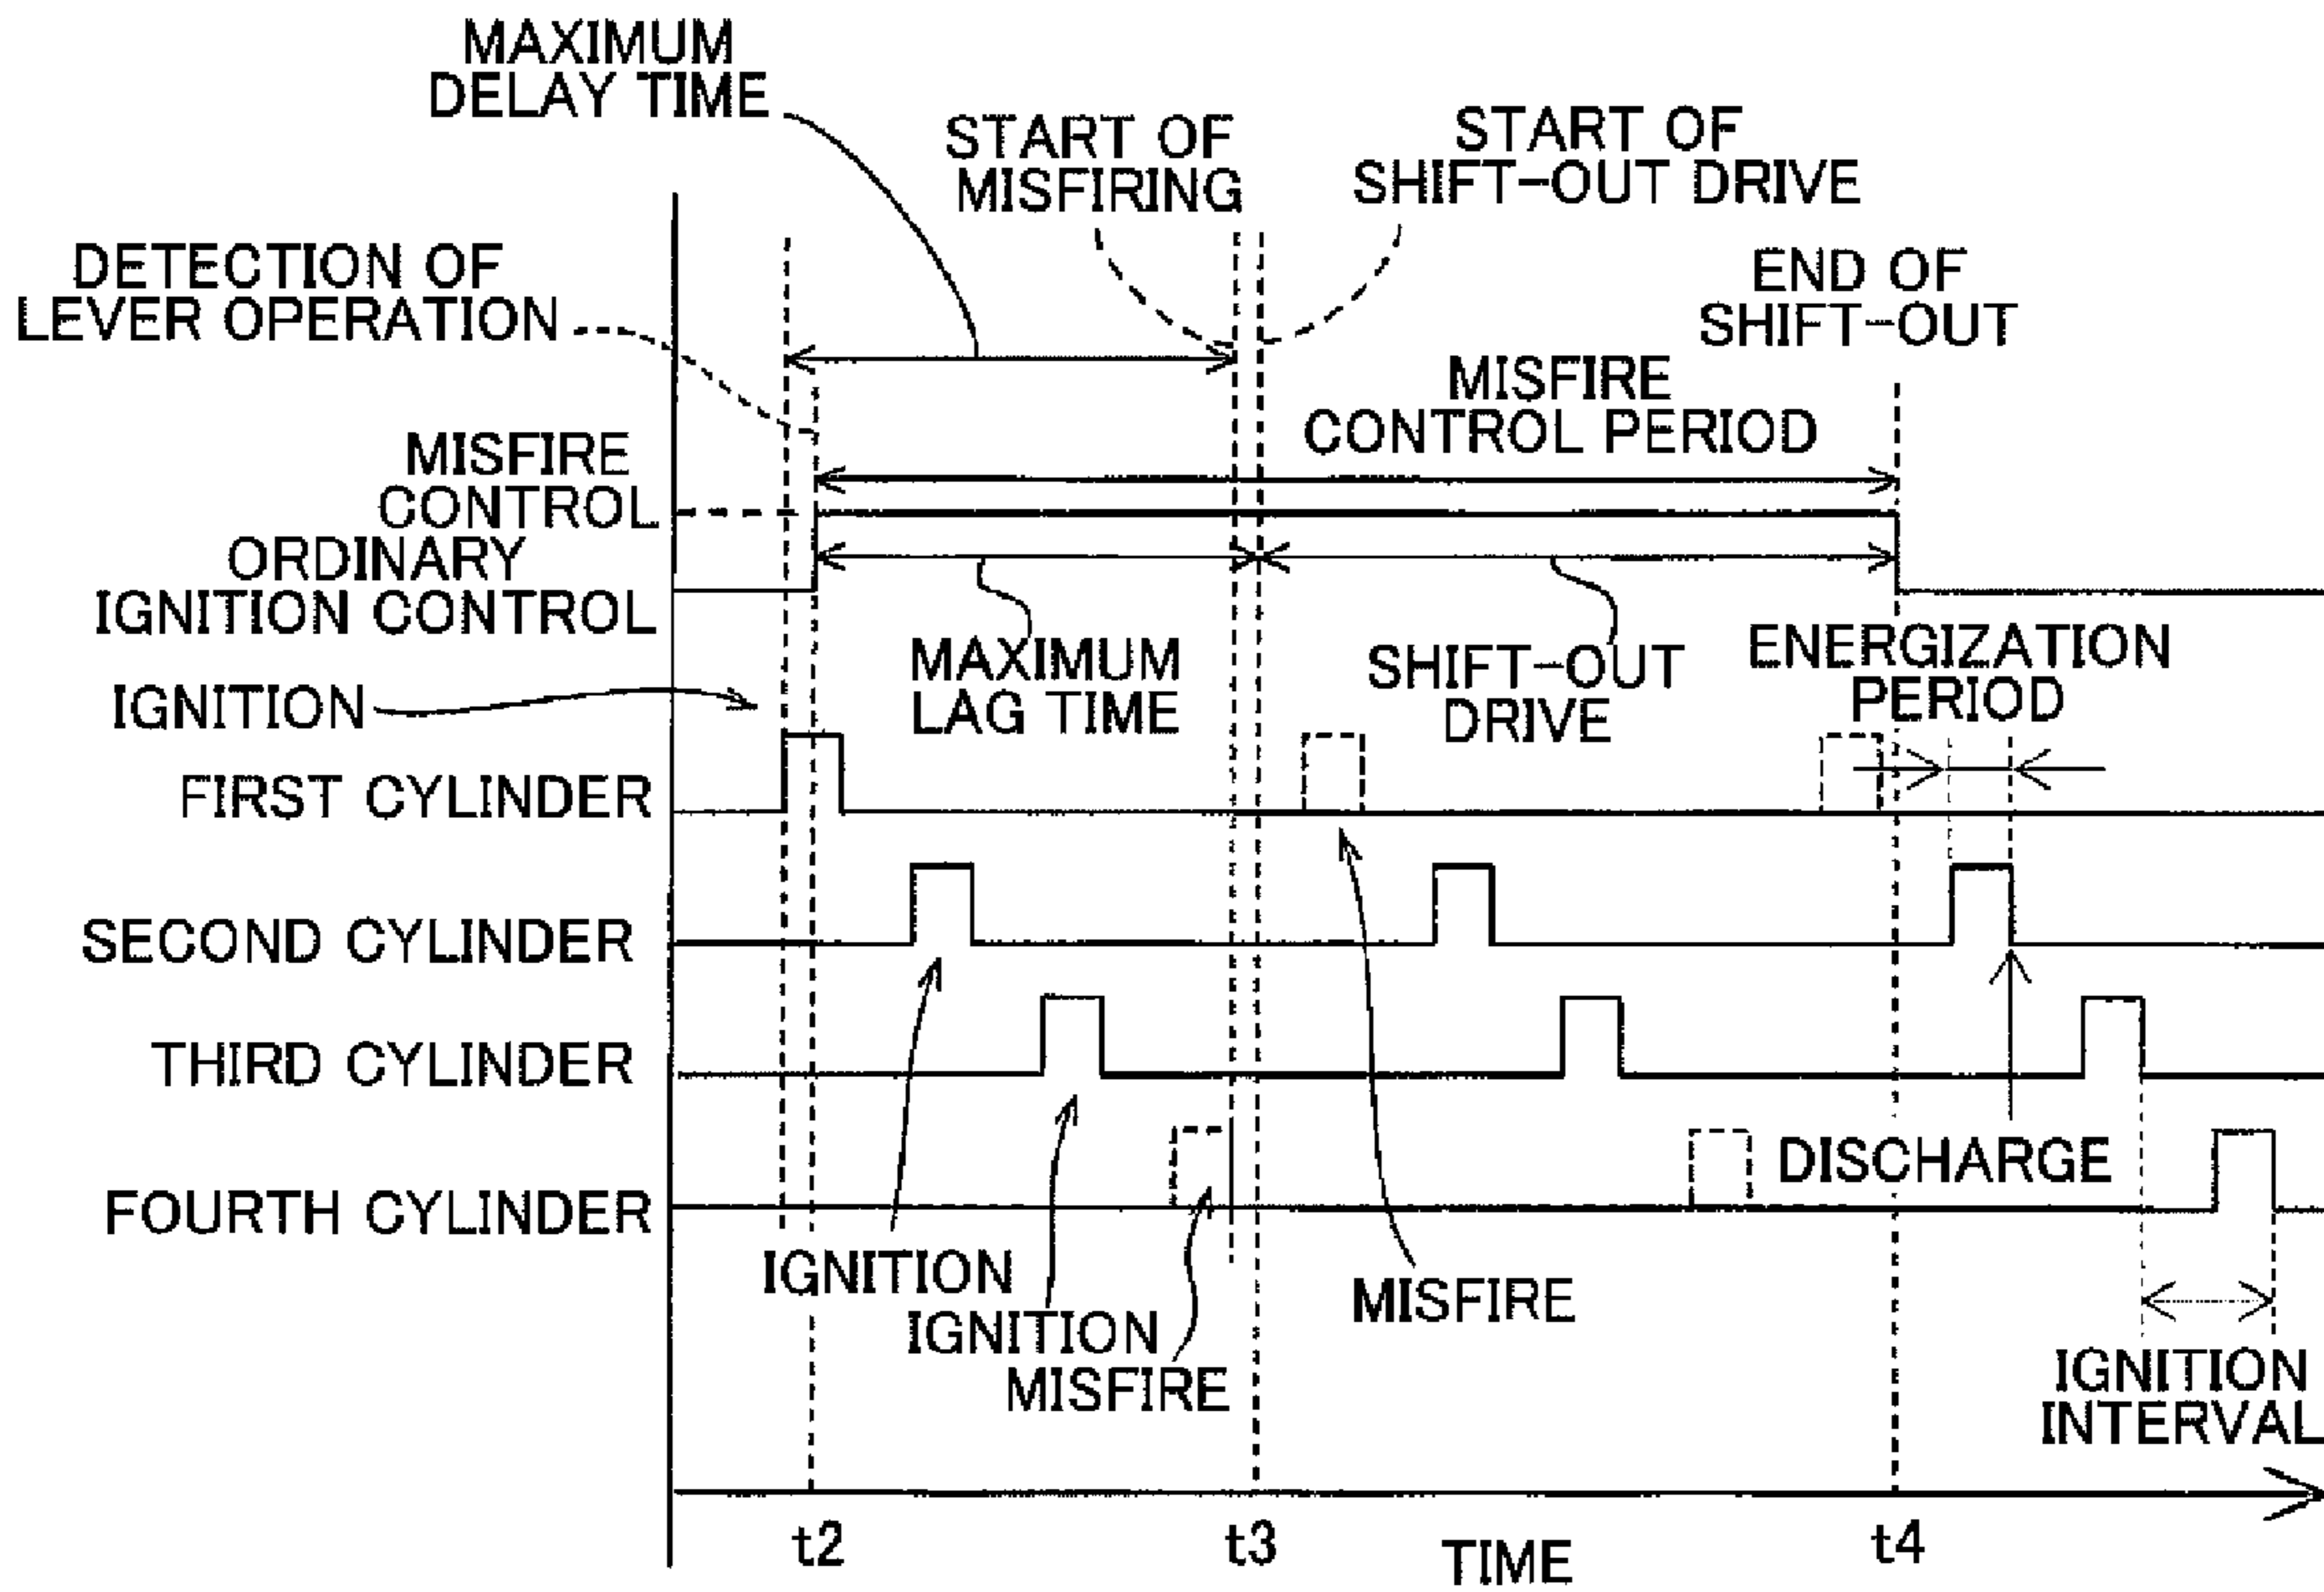 MAXIMUM
DELAY TIME
START OF
MISFIRING
START OF
SHIFT-OUT DRIVE
DETECTION OF
LEVER OPERATION
END OF
SHIFT-OUT
MISFIRE
CONTROL PERIOD
MISFIRE
CONTROL
ORDINARY
IGNITION CONTROL
MAXIMUM
LAG TIME
SHIFT-OUT
DRIVE
ENERGIZATION
PERIOD
IGNITION
FIRST CYLINDER
SECOND CYLINDER
THIRD CYLINDER
FOURTH CYLINDER
DISCHARGE
IGNITION
IGNITION
MISFIRE
MISFIRE
IGNITION
INTERVAL
t2
t3
TIME
t4